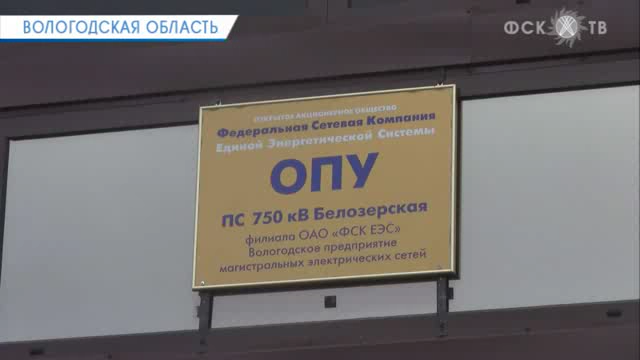 ВОЛОГОДСКАЯ ОБЛАСТЬ
ФСК ТВ
ОТКРЫТОЕ АКЦИОНЕРНОЕ ОБЩЕСТВО
Федеральная Сетевая Компания
Единой Энергетической Системы
ОПУ
ПС 750 кВ Белозерская
филиала ОАО «ФСК ЕЭС»
Вологодское предприятие
магистральных электрических сетей